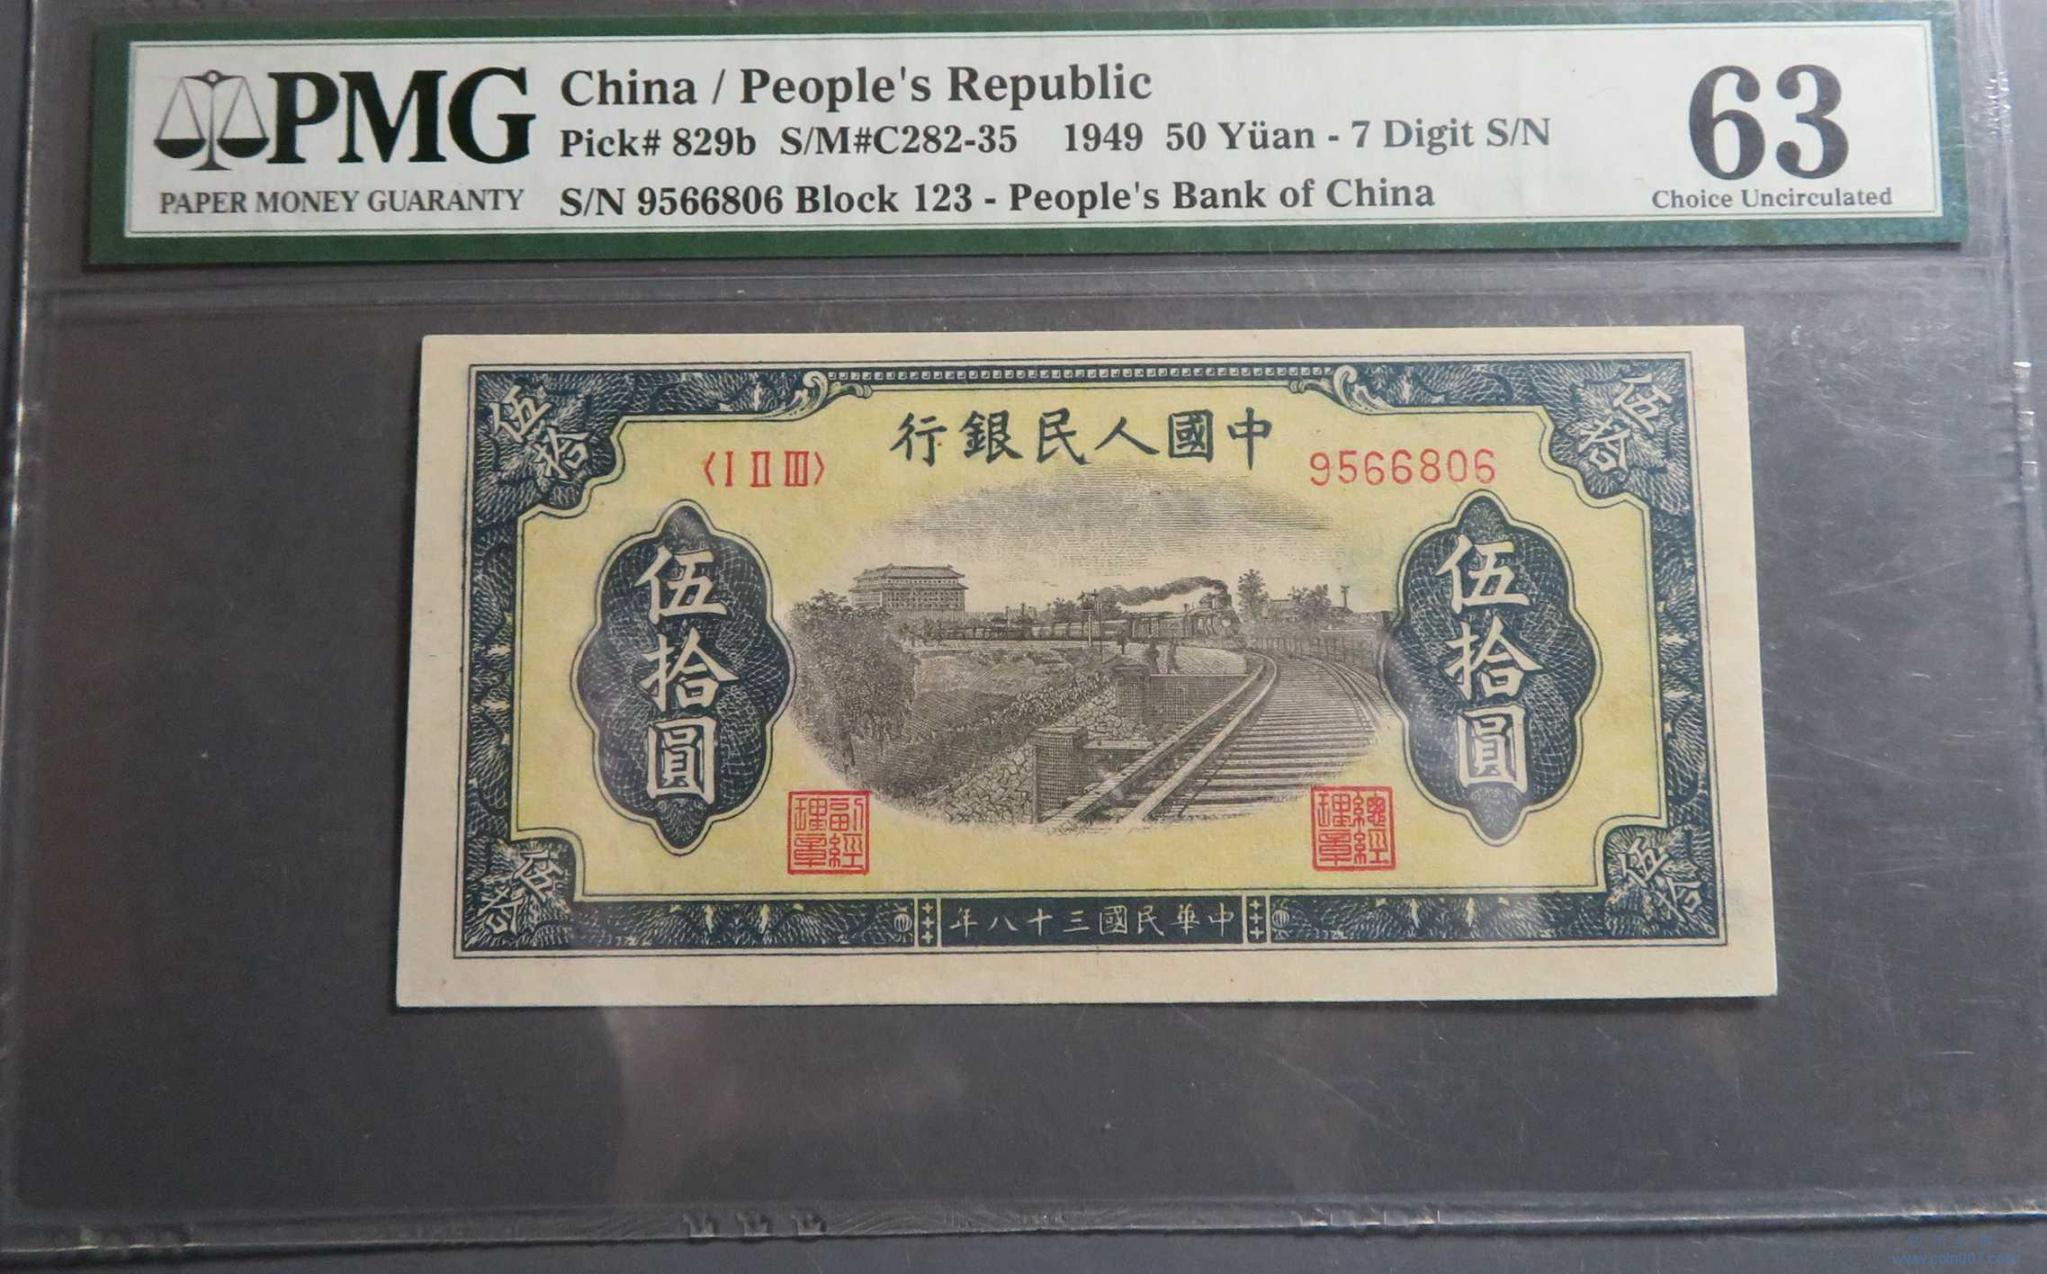 PMG
PAPER MONEY GUARANTY
China / People's Republic
Pick# 829b S/M#C282-35 1949 50 Yüan - 7 Digit S/N
S/N 9566806 Block 123 - People's Bank of China
63
Choice Uncirculated
伍拾
伍拾
行銀民人國中
〈I II III〉
9566806
伍拾圓
伍拾圓
副經理章
總經理章
伍拾
伍拾
年八十三國民華中
www.coin007.com